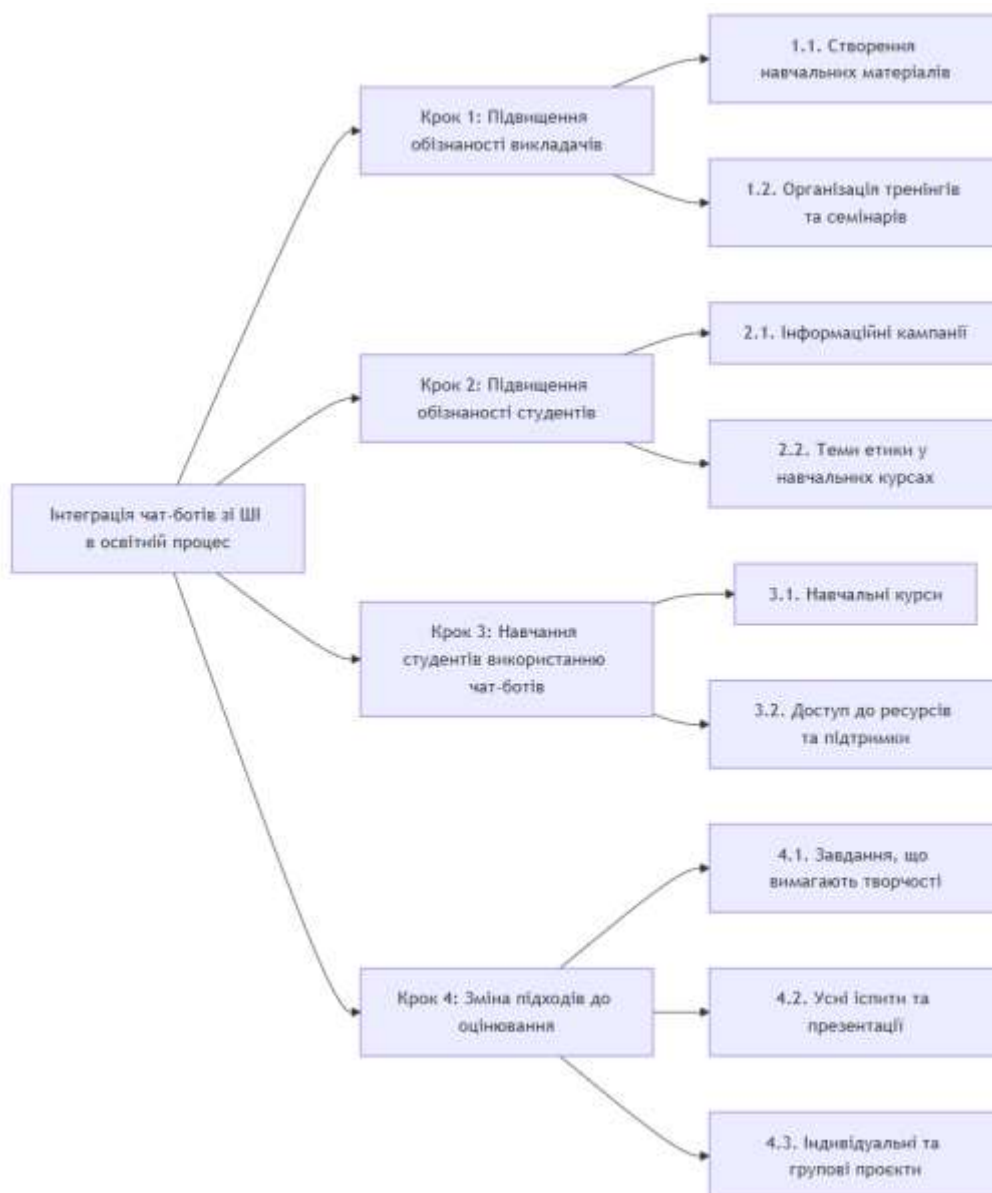 1.1. Створення
навчальних матеріалів
Крок 1: Підвищення
обізнаності викладачів
1.2. Організація тренінгів
та семінарів
2.1. Інформаційні кампанії
Крок 2: Підвищення
обізнаності студентів
2.2. Теми етики у
навчальних курсах
Інтеграція чат-ботів зі ШІ
в освітній процес
3.1. Навчальні курси
Крок 3: Навчання
студентів використанню
чат-ботів
3.2. Доступ до ресурсів
та підтримки
4.1. Завдання, що
вимагають творчості
Крок 4: Зміна підходів до
оцінювання
4.2. Усні іспити та
презентації
4.3. Індивідуальні та
групові проєкти